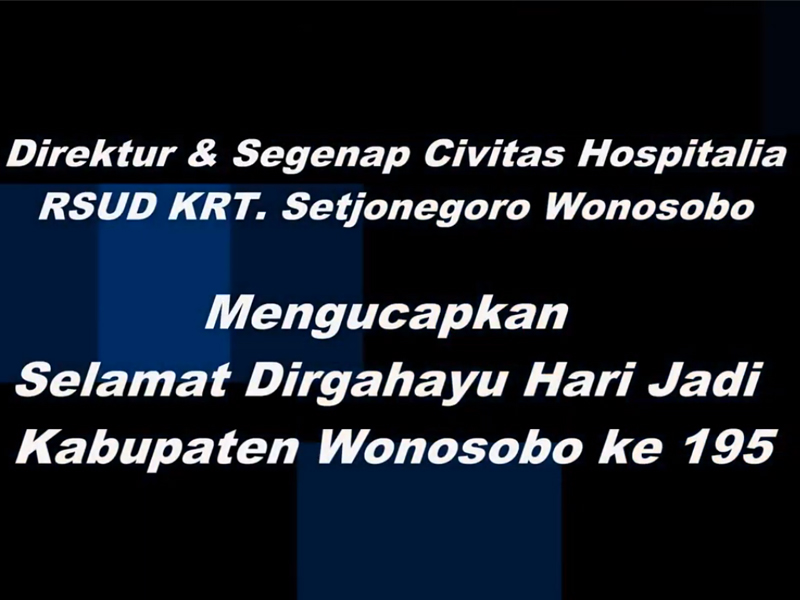 Direktur & Segenap Civitas Hospitalia
RSUD KRT. Setjonegoro Wonosobo
Mengucapkan
Selamat Dirgahayu Hari Jadi
Kabupaten Wonosobo ke 195